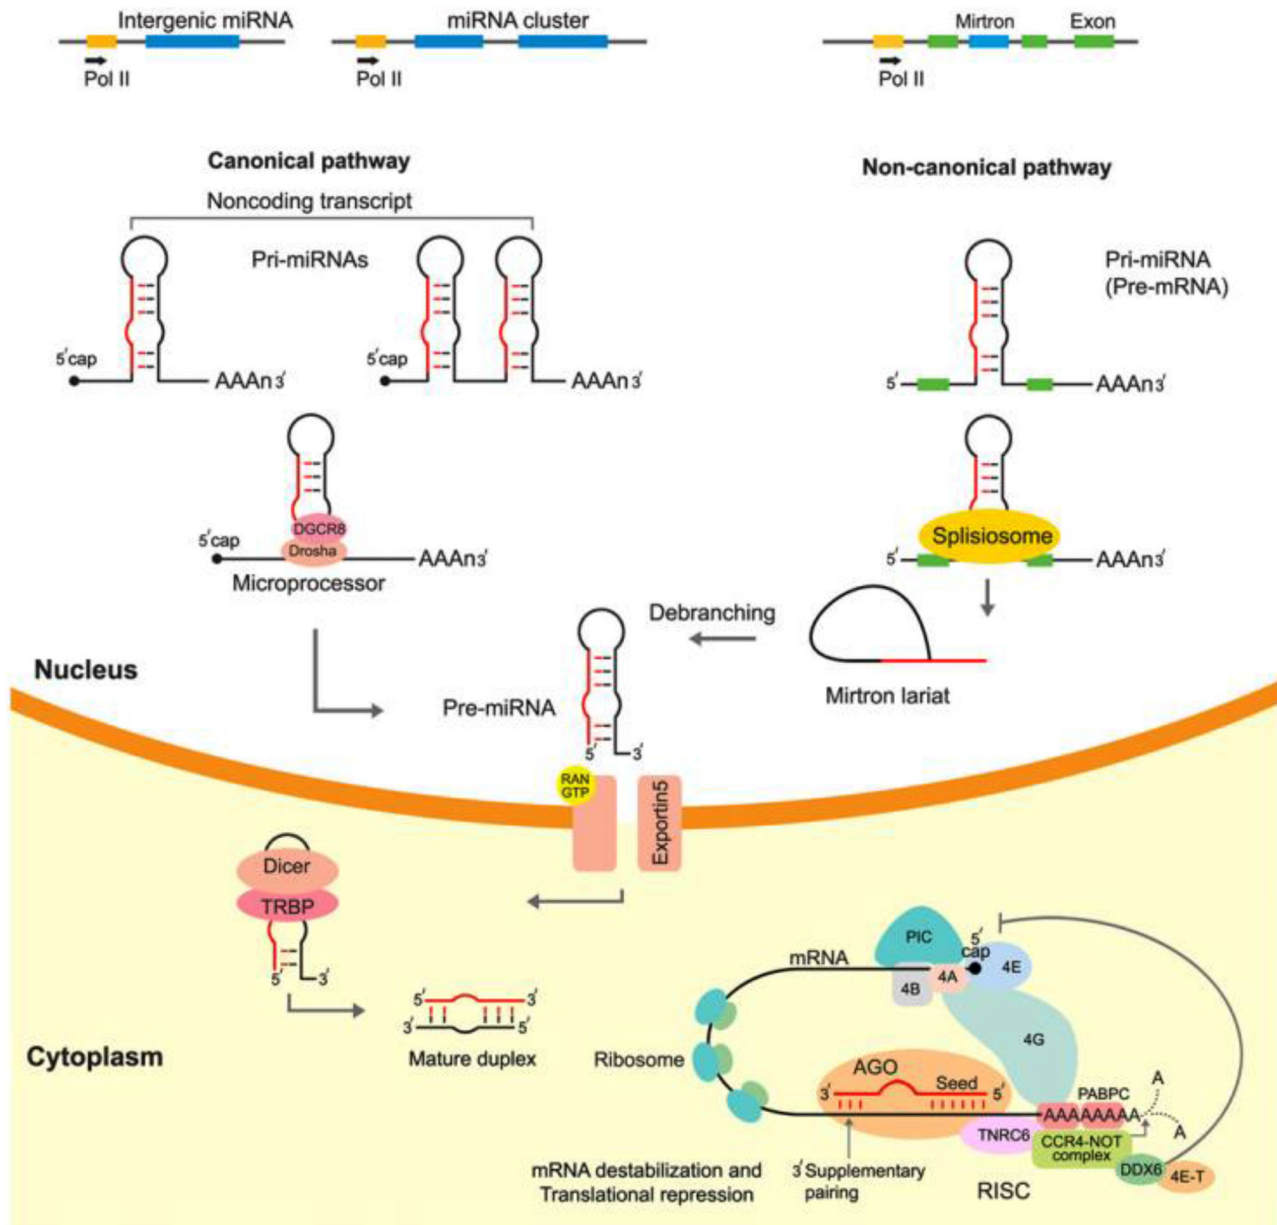 Intergenic miRNA
miRNA cluster
Mirtron
Exon
Pol II
Pol II
Pol II
Canonical pathway
Non-canonical pathway
Noncoding transcript
Pri-miRNAs
Pri-miRNA
(Pre-mRNA)
5′cap
AAAn3′
5′cap
AAAn3′
5′
AAAn3′
DGCR8
Drosha
5′cap
AAAn3′
Microprocessor
Splisiosome
5′
AAAn3′
Debranching
Nucleus
Pre-miRNA
Mirtron lariat
5′
3′
RAN
GTP
Exportin5
Dicer
TRBP
5′
3′
PIC
5′
cap
4E
mRNA
4A
4B
5′
3′
3′
5′
Mature duplex
Cytoplasm
Ribosome
4G
AGO
Seed
3′
5′
PABPC
A
AAAAAAAA
A
TNRC6
CCR4-NOT
complex
DDX6
4E-T
mRNA destabilization and
Translational repression
3′Supplementary
pairing
RISC